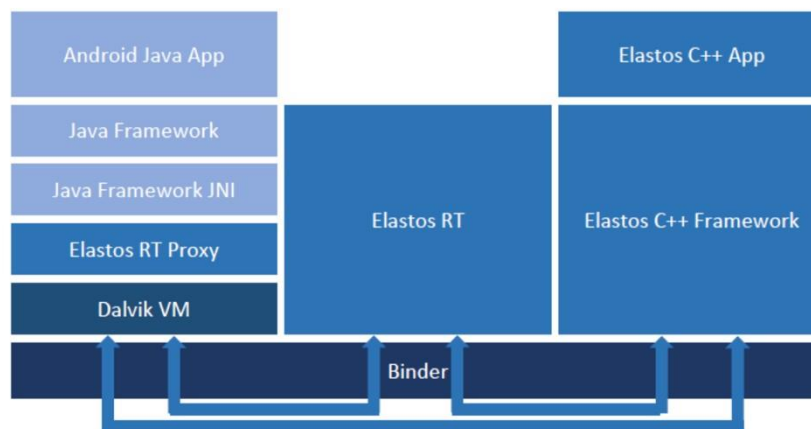 Android Java App
Java Framework
Java Framework JNI
Elastos RT Proxy
Dalvik VM
Elastos RT
Elastos C++ App
Elastos C++ Framework
Binder